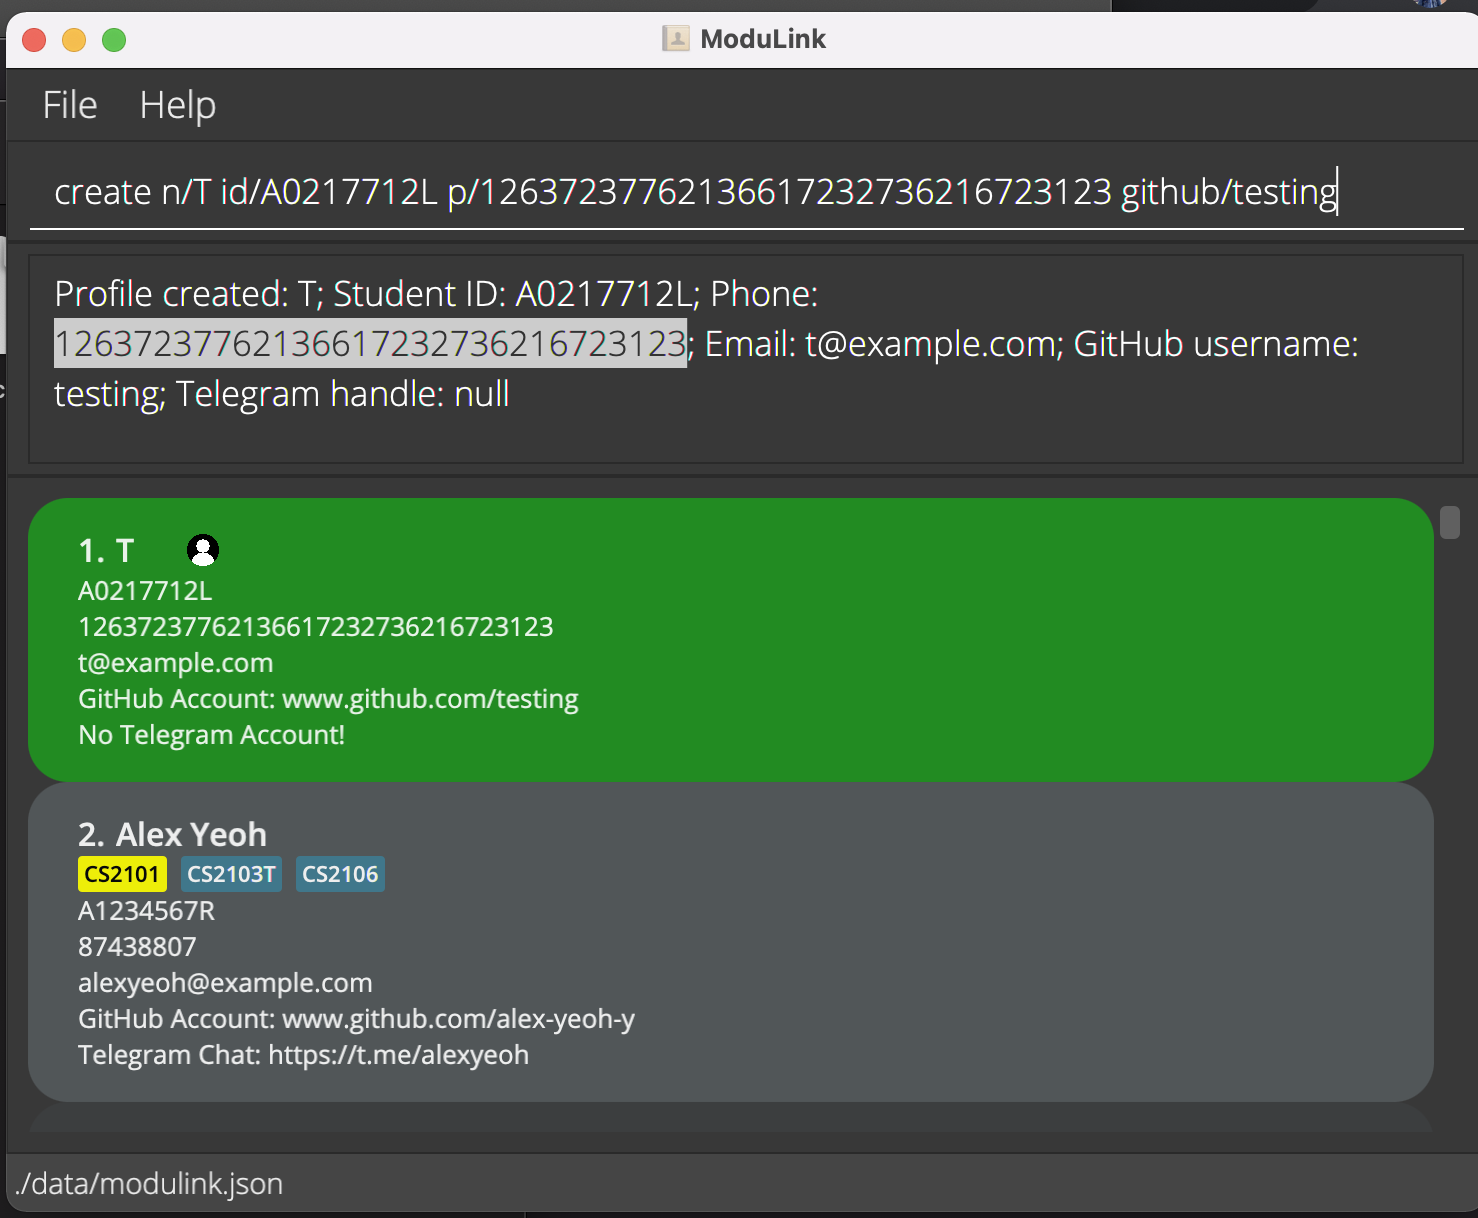 ModuLink
File Help
create n/T id/A0217712L p/12637237762136617232736216723123 github/testing
Profile created: T; Student ID: A0217712L; Phone:
12637237762136617232736216723123; Email: t@example.com; GitHub username:
testing; Telegram handle: null
1. T
A0217712L
12637237762136617232736216723123
t@example.com
GitHub Account: www.github.com/testing
No Telegram Account!
2. Alex Yeoh
CS2101 CS2103T CS2106
A1234567R
87438807
alexyeoh@example.com
GitHub Account: www.github.com/alex-yeoh-y
Telegram Chat: https://t.me/alexyeoh
./data/modulink.json